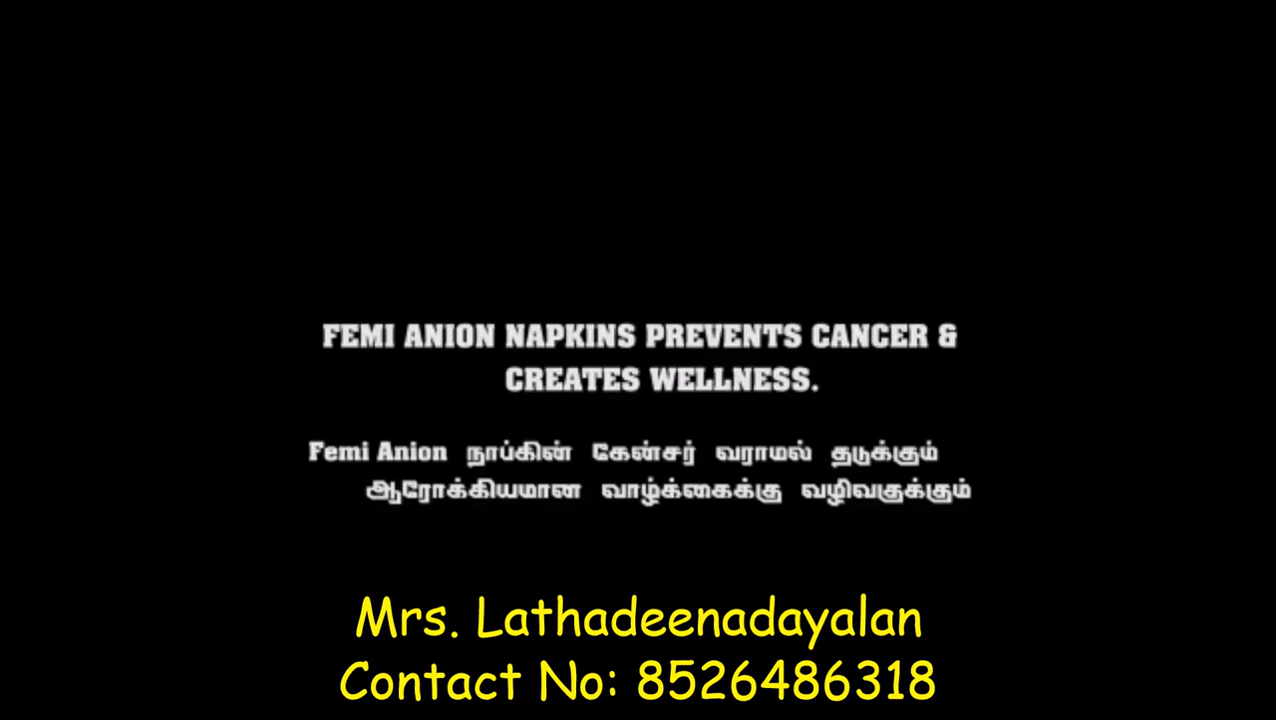 FEMI ANION NAPKINS PREVENTS CANCER &
CREATES WELLNESS.
Femi Anion நாப்கின் கேன்சர் வராமல் தடுக்கும்
ஆரோக்கியமான வாழ்க்கைக்கு வழிவகுக்கும்
Mrs. Lathadeenadayalan
Contact No: 8526486318